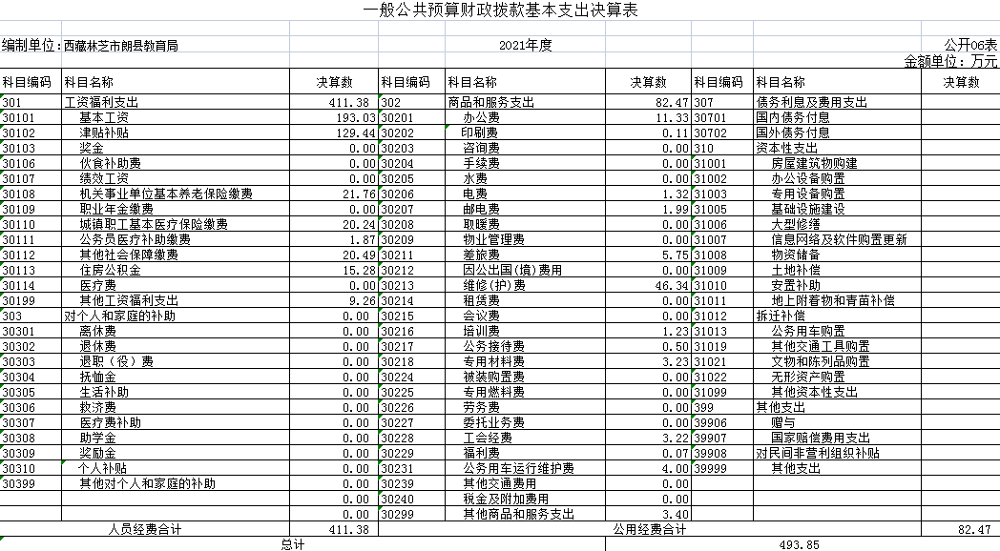 一般公共预算财政拨款基本支出决算表
编制单位：西藏林芝市朗县教育局 2021年度 公开06表
金额单位：万元
科目编码 科目名称 决算数 科目编码 科目名称 决算数 科目编码 科目名称 决算数
301 工资福利支出 411.38 302 商品和服务支出 82.47 307 债务利息及费用支出
30101 基本工资 193.03 30201 办公费 11.33 30701 国内债务付息
30102 津贴补贴 129.44 30202 印刷费 0.11 30702 国外债务付息
30103 奖金 0.00 30203 咨询费 0.00 310 资本性支出
30106 伙食补助费 0.00 30204 手续费 0.00 31001 房屋建筑物购建
30107 绩效工资 0.00 30205 水费 0.00 31002 办公设备购置
30108 机关事业单位基本养老保险缴费 21.76 30206 电费 1.32 31003 专用设备购置
30109 职业年金缴费 0.00 30207 邮电费 1.99 31005 基础设施建设
30110 城镇职工基本医疗保险缴费 20.24 30208 取暖费 0.00 31006 大型修缮
30111 公务员医疗补助缴费 1.87 30209 物业管理费 0.00 31007 信息网络及软件购置更新
30112 其他社会保障缴费 20.49 30211 差旅费 5.75 31008 物资储备
30113 住房公积金 15.28 30212 因公出国(境)费用 0.00 31009 土地补偿
30114 医疗费 0.00 30213 维修(护)费 46.34 31010 安置补助
30199 其他工资福利支出 9.26 30214 租赁费 0.00 31011 地上附着物和青苗补偿
303 对个人和家庭的补助 0.00 30215 会议费 0.00 31012 拆迁补偿
30301 离休费 0.00 30216 培训费 1.23 31013 公务用车购置
30302 退休费 0.00 30217 公务接待费 0.50 31019 其他交通工具购置
30303 退职（役）费 0.00 30218 专用材料费 3.23 31021 文物和陈列品购置
30304 抚恤金 0.00 30224 被装购置费 0.00 31022 无形资产购置
30305 生活补助 0.00 30225 专用燃料费 0.00 31099 其他资本性支出
30306 救济费 0.00 30226 劳务费 0.00 399 其他支出
30307 医疗费补助 0.00 30227 委托业务费 0.00 39906 赠与
30308 助学金 0.00 30228 工会经费 3.22 39907 国家赔偿费用支出
30309 奖励金 0.00 30229 福利费 0.07 39908 对民间非营利组织补贴
30310 个人补贴 0.00 30231 公务用车运行维护费 4.00 39999 其他支出
30399 其他对个人和家庭的补助 0.00 30239 其他交通费用 0.00
0.00 30240 税金及附加费用 0.00
0.00 30299 其他商品和服务支出 3.40
人员经费合计 411.38 公用经费合计 82.47
总计 493.85